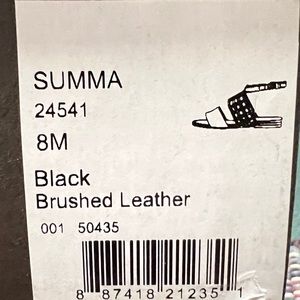 SUMMA
24541
8M
Black
Brushed Leather
001 50435
8 87418 21235 1